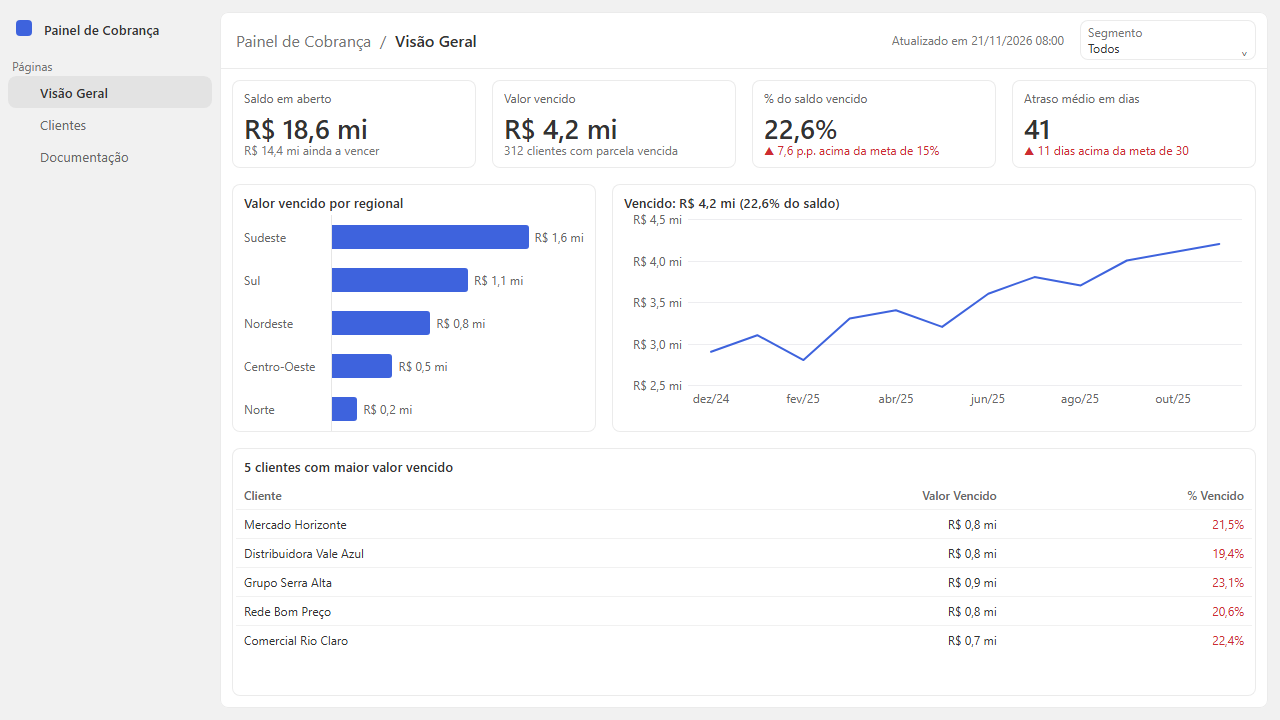 Painel de Cobrança
Páginas
Visão Geral
Clientes
Documentação
Painel de Cobrança / Visão Geral
Atualizado em 21/11/2026 08:00
Segmento
Todos
Saldo em aberto
R$ 18,6 mi
R$ 14,4 mi ainda a vencer
Valor vencido
R$ 4,2 mi
312 clientes com parcela vencida
% do saldo vencido
22,6%
▲ 7,6 p.p. acima da meta de 15%
Atraso médio em dias
41
▲ 11 dias acima da meta de 30
Valor vencido por regional
Sudeste R$ 1,6 mi
Sul R$ 1,1 mi
Nordeste R$ 0,8 mi
Centro-Oeste R$ 0,5 mi
Norte R$ 0,2 mi
Vencido: R$ 4,2 mi (22,6% do saldo)
R$ 4,5 mi
R$ 4,0 mi
R$ 3,5 mi
R$ 3,0 mi
R$ 2,5 mi
dez/24 fev/25 abr/25 jun/25 ago/25 out/25
5 clientes com maior valor vencido
Cliente Valor Vencido % Vencido
Mercado Horizonte R$ 0,8 mi 21,5%
Distribuidora Vale Azul R$ 0,8 mi 19,4%
Grupo Serra Alta R$ 0,9 mi 23,1%
Rede Bom Preço R$ 0,8 mi 20,6%
Comercial Rio Claro R$ 0,7 mi 22,4%